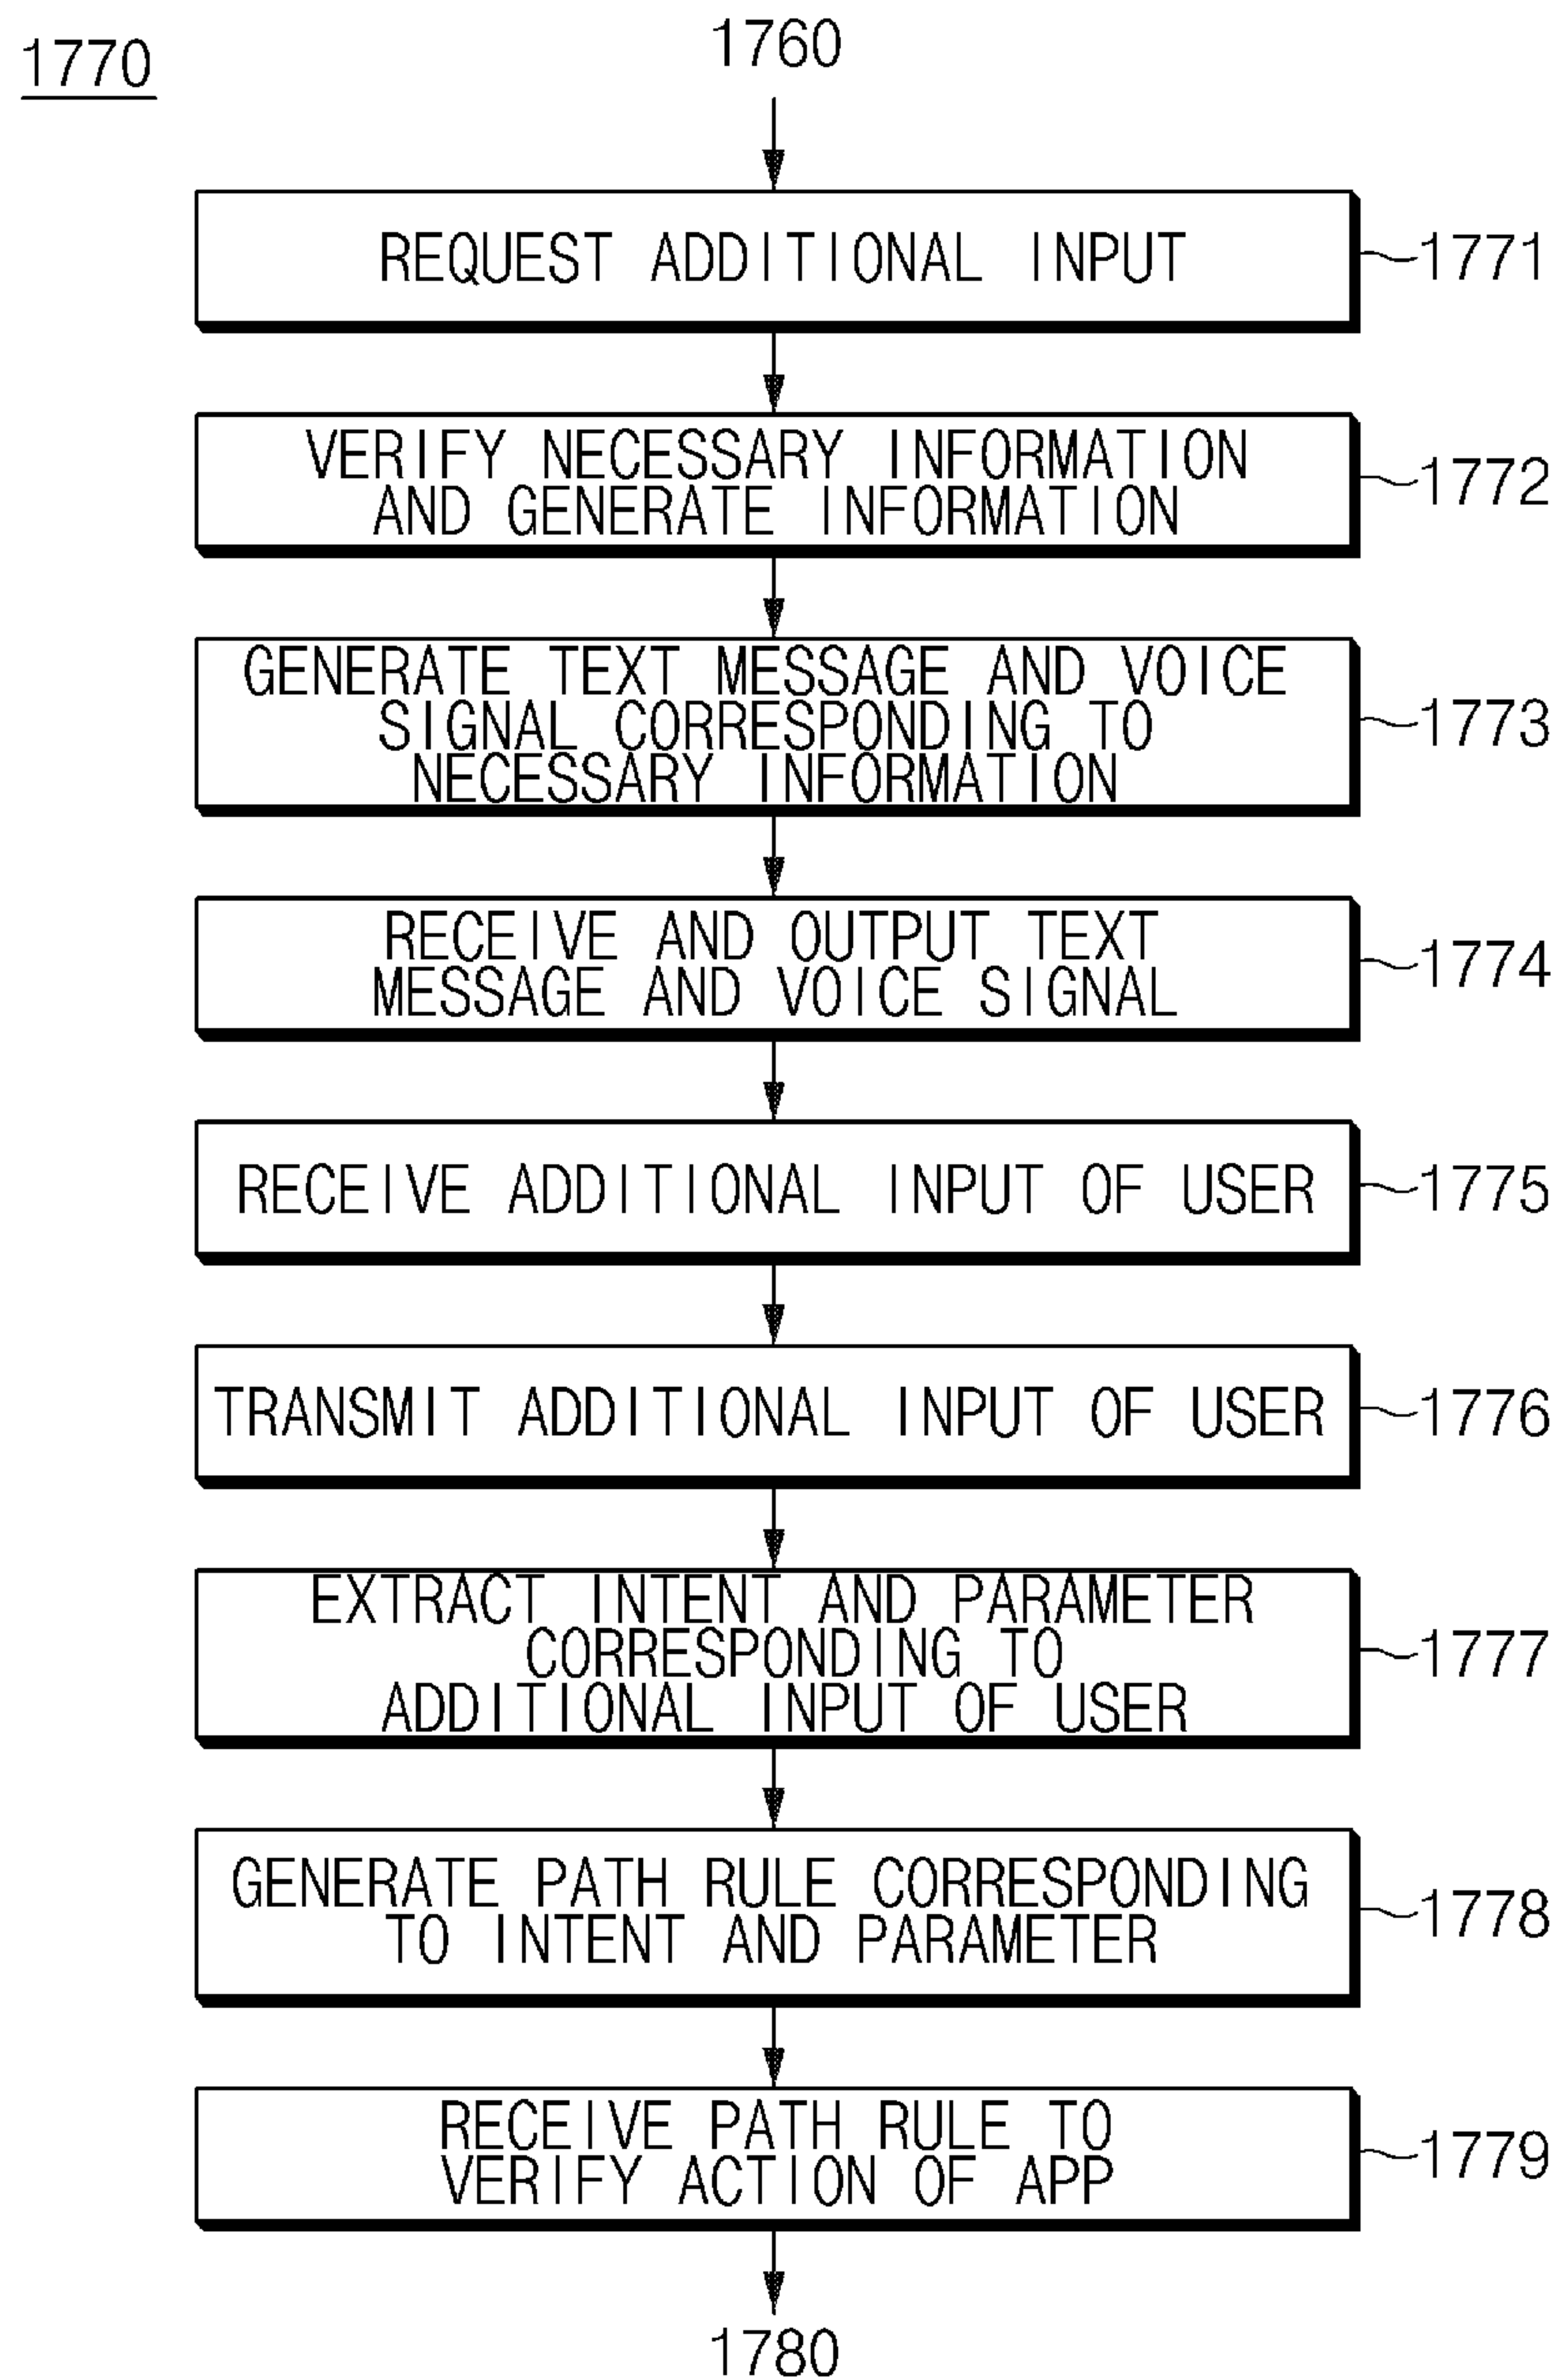 1770
1760
REQUEST ADDITIONAL INPUT
1771
VERIFY NECESSARY INFORMATION
AND GENERATE INFORMATION
1772
GENERATE TEXT MESSAGE AND VOICE
SIGNAL CORRESPONDING TO
NECESSARY INFORMATION
1773
RECEIVE AND OUTPUT TEXT
MESSAGE AND VOICE SIGNAL
1774
RECEIVE ADDITIONAL INPUT OF USER
1775
TRANSMIT ADDITIONAL INPUT OF USER
1776
EXTRACT INTENT AND PARAMETER
CORRESPONDING TO
ADDITIONAL INPUT OF USER
1777
GENERATE PATH RULE CORRESPONDING
TO INTENT AND PARAMETER
1778
RECEIVE PATH RULE TO
VERIFY ACTION OF APP
1779
1780